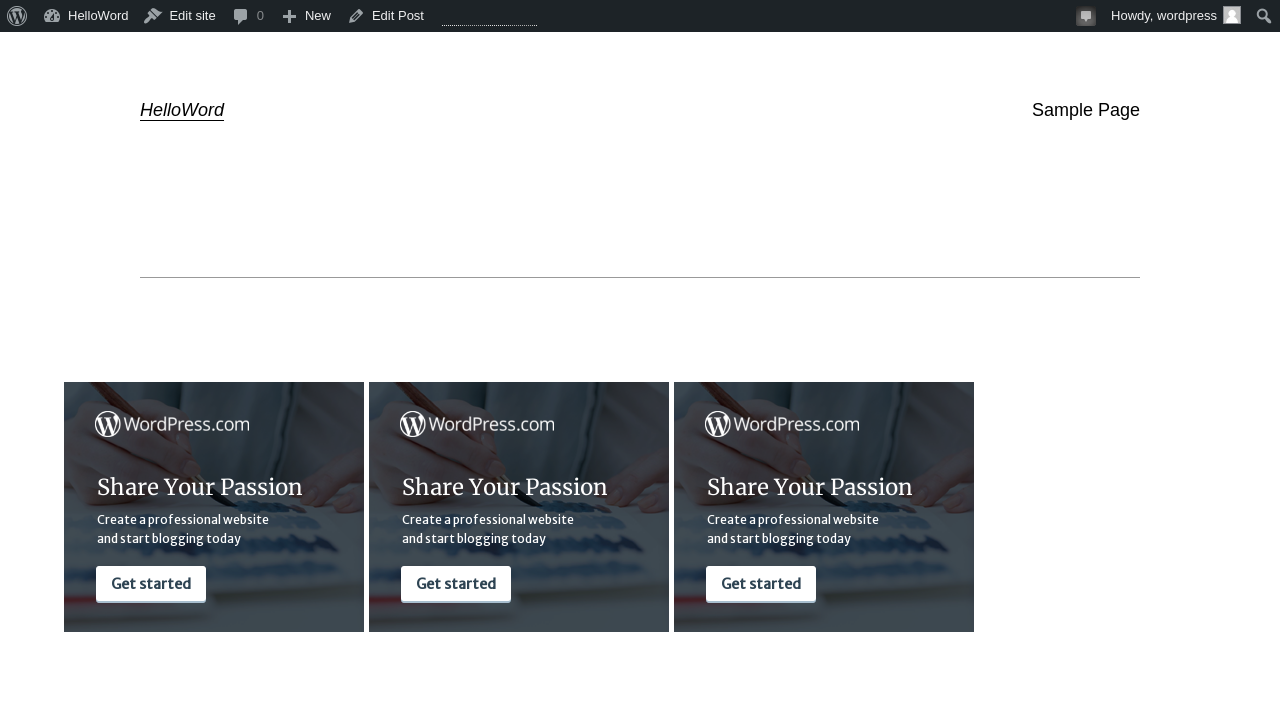 HelloWord Edit site 0 New Edit Post Howdy, wordpress
HelloWord Sample Page
WordPress.com WordPress.com WordPress.com
Share Your Passion Share Your Passion Share Your Passion
Create a professional website Create a professional website Create a professional website
and start blogging today and start blogging today and start blogging today
Get started Get started Get started